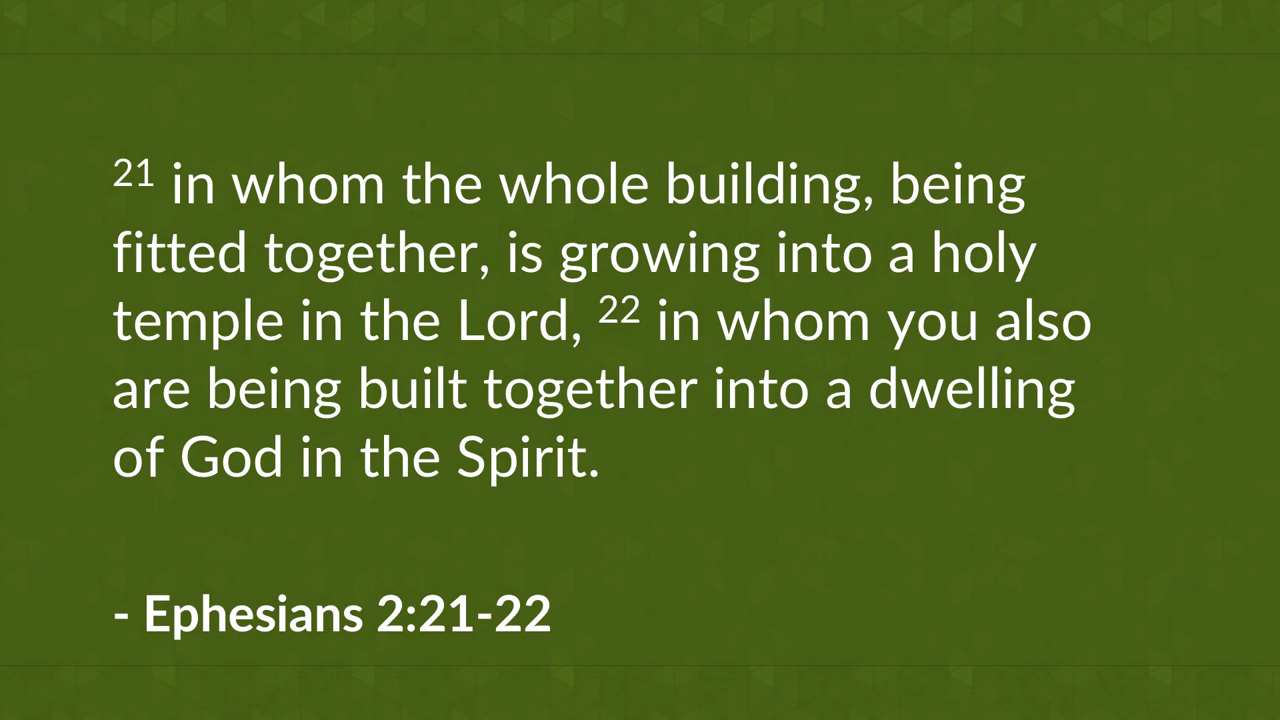 21 in whom the whole building, being
fitted together, is growing into a holy
temple in the Lord, 22 in whom you also
are being built together into a dwelling
of God in the Spirit.
- Ephesians 2:21-22